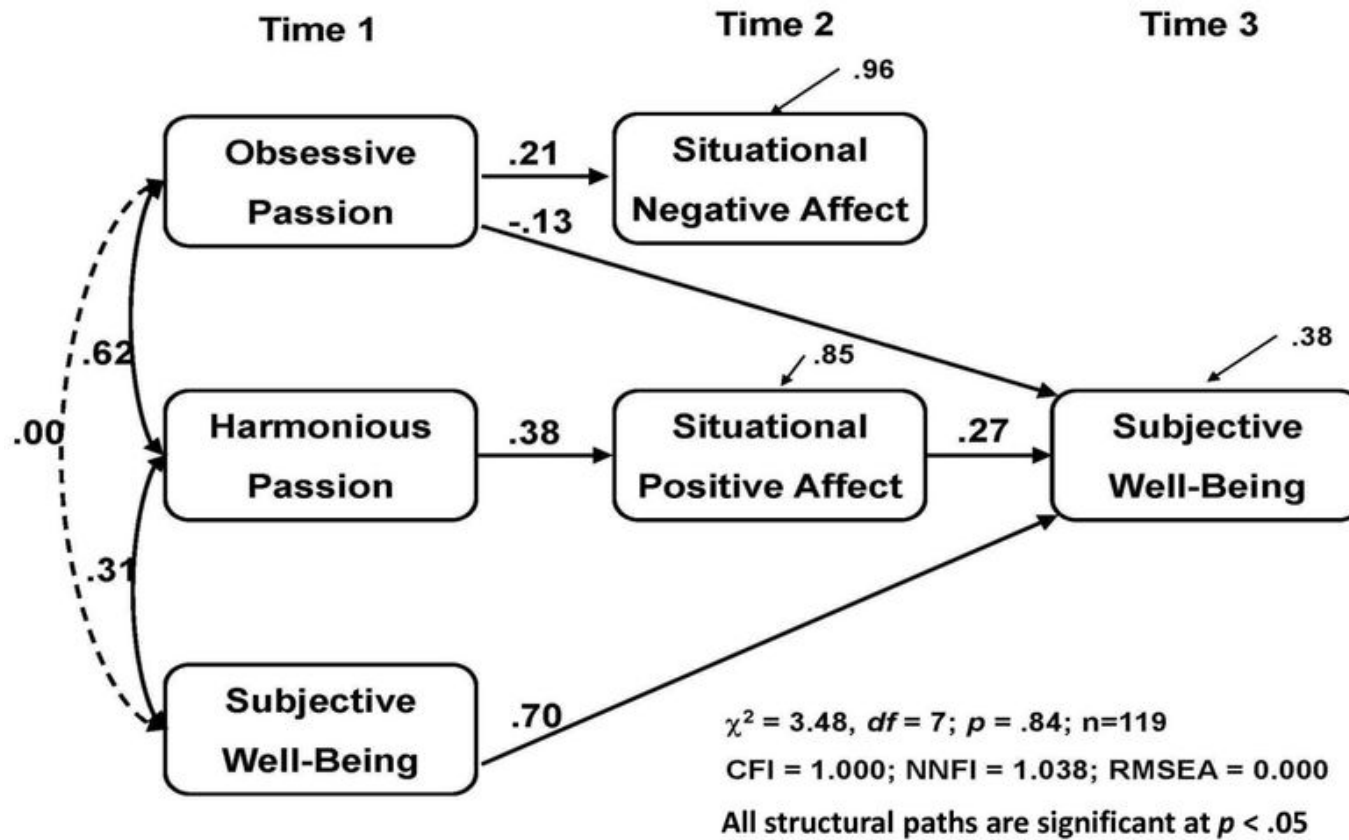 Time 1
Time 2
Time 3
.96
Obsessive
Passion
.21
-.13
Situational
Negative Affect
.62
.00
.31
Harmonious
Passion
.38
.85
Situational
Positive Affect
.27
.38
Subjective
Well-Being
Subjective
Well-Being
.70
χ² = 3.48, df = 7; p = .84; n=119
CFI = 1.000; NNFI = 1.038; RMSEA = 0.000
All structural paths are significant at p < .05